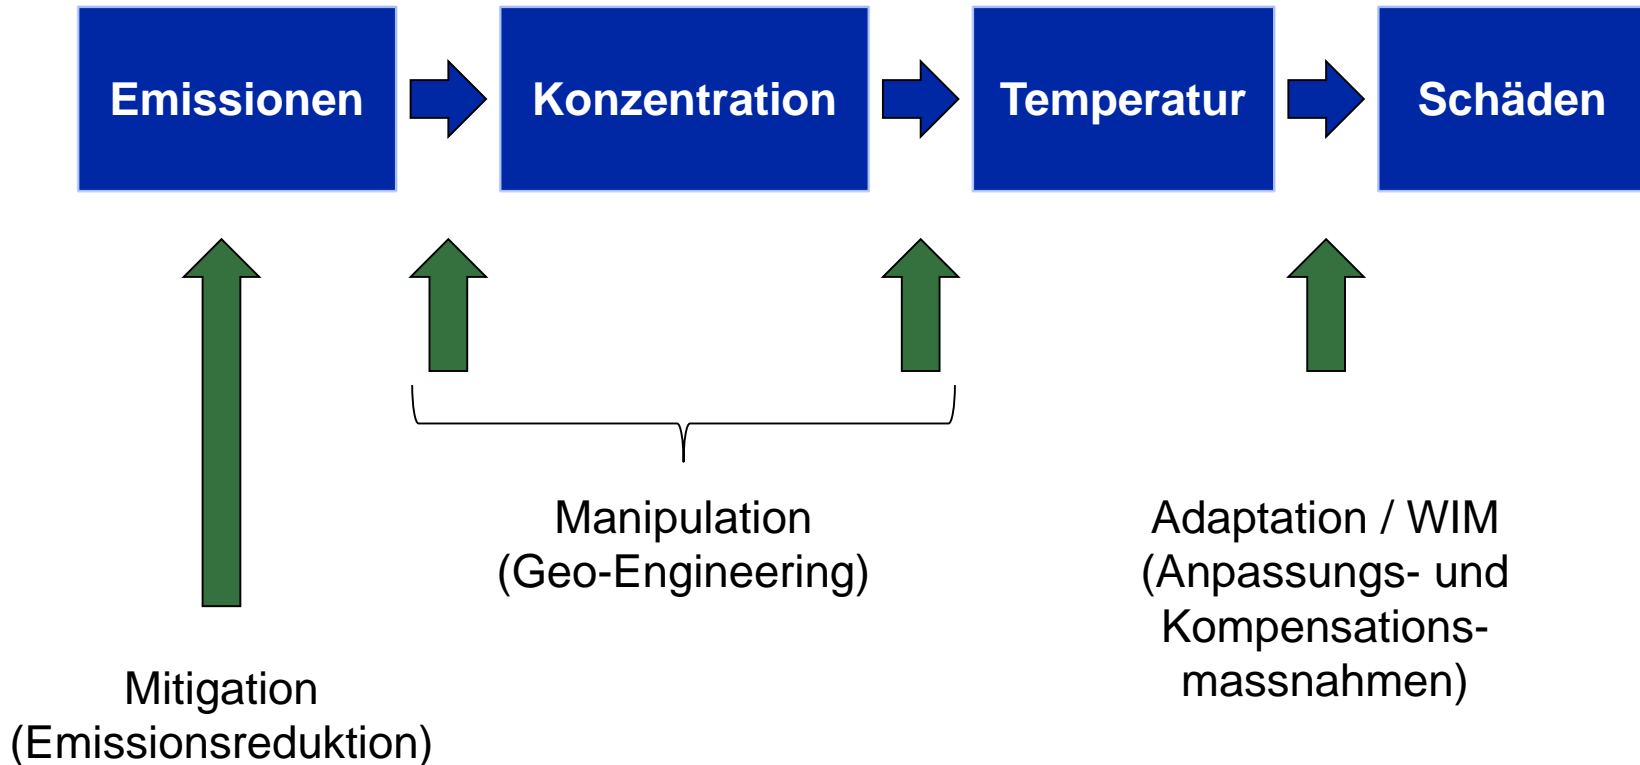 Emissionen
Konzentration
Temperatur
Schäden
Manipulation
(Geo-Engineering)
Adaptation / WIM
(Anpassungs- und
Kompensations-
massnahmen)
Mitigation
(Emissionsreduktion)